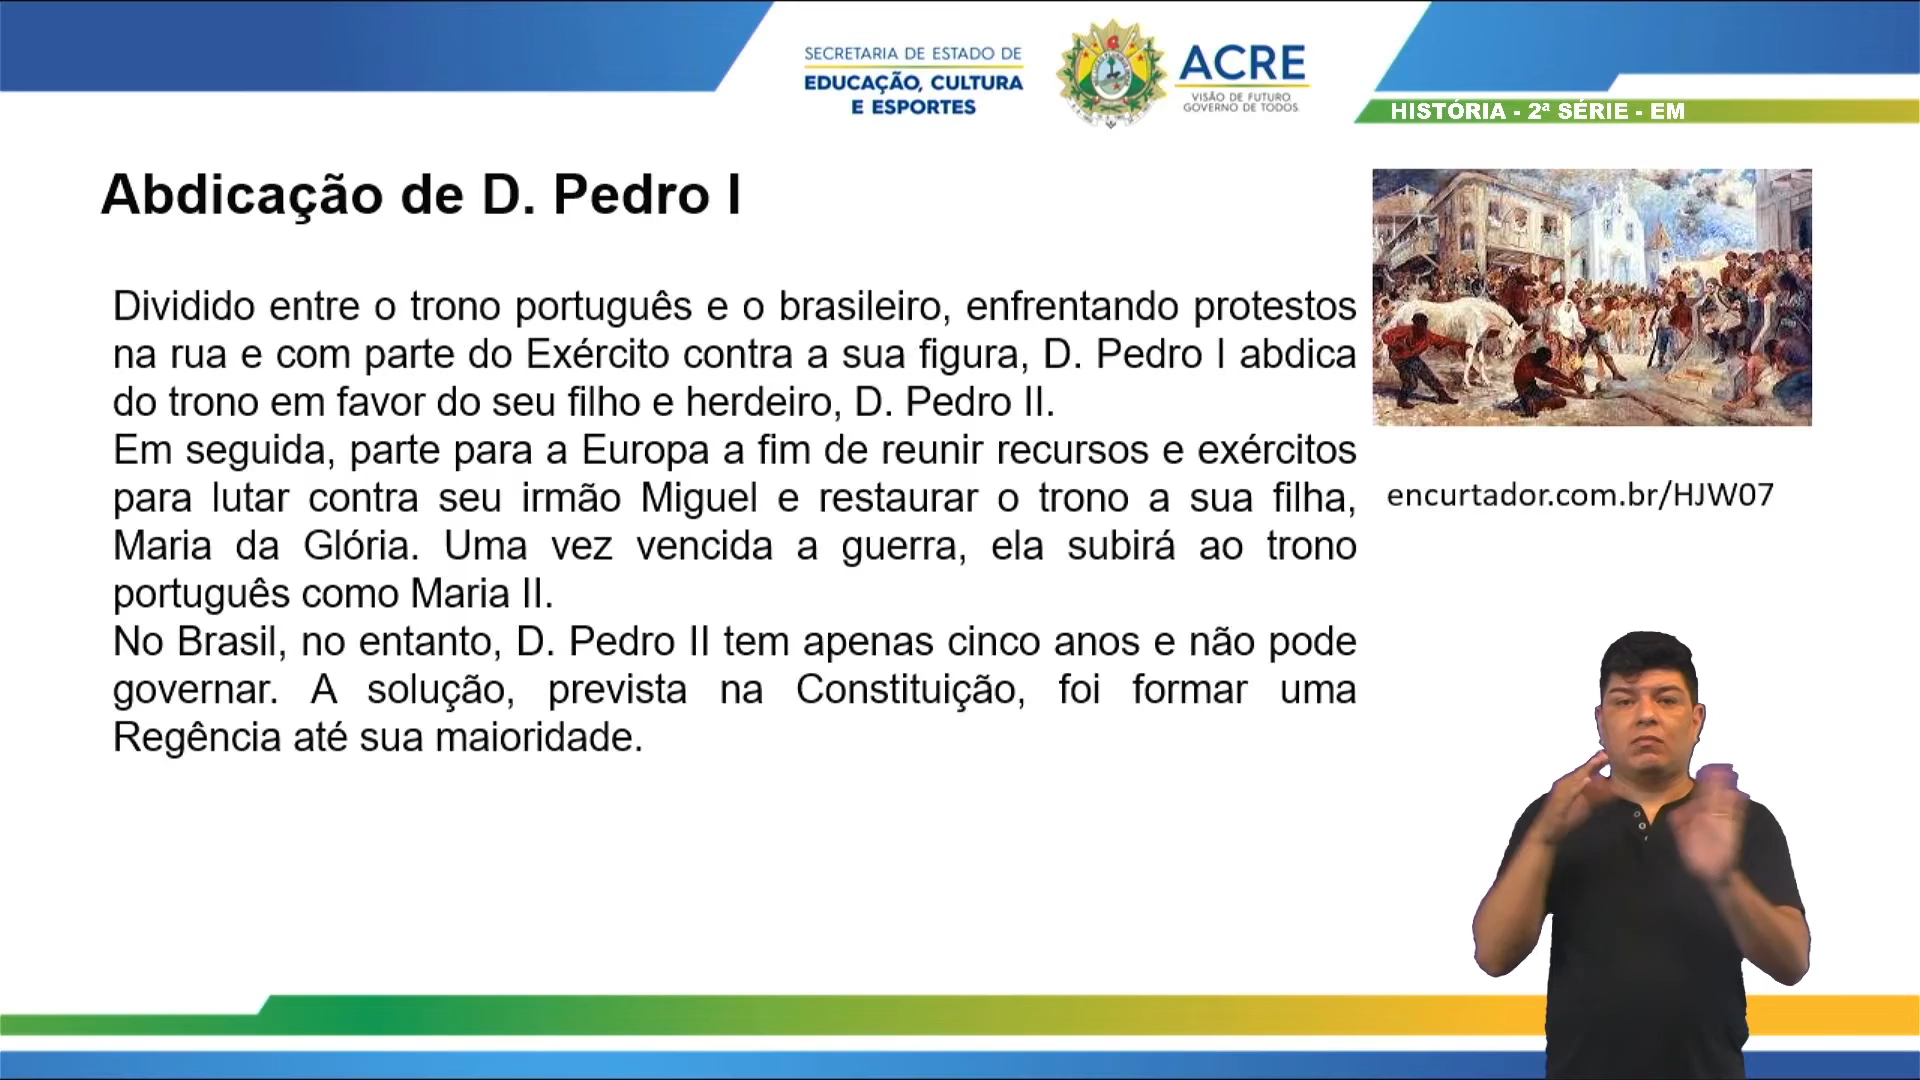 SECRETARIA DE ESTADO DE
EDUCAÇÃO, CULTURA
E ESPORTES
ACRE
VISÃO DE FUTURO
GOVERNO DE TODOS
HISTÓRIA - 2ª SÉRIE - EM
Abdicação de D. Pedro I
Dividido entre o trono português e o brasileiro, enfrentando protestos
na rua e com parte do Exército contra a sua figura, D. Pedro I abdica
do trono em favor do seu filho e herdeiro, D. Pedro II.
Em seguida, parte para a Europa a fim de reunir recursos e exércitos
para lutar contra seu irmão Miguel e restaurar o trono a sua filha,
Maria da Glória. Uma vez vencida a guerra, ela subirá ao trono
português como Maria II.
No Brasil, no entanto, D. Pedro II tem apenas cinco anos e não pode
governar. A solução, prevista na Constituição, foi formar uma
Regência até sua maioridade.
encurtador.com.br/HJW07